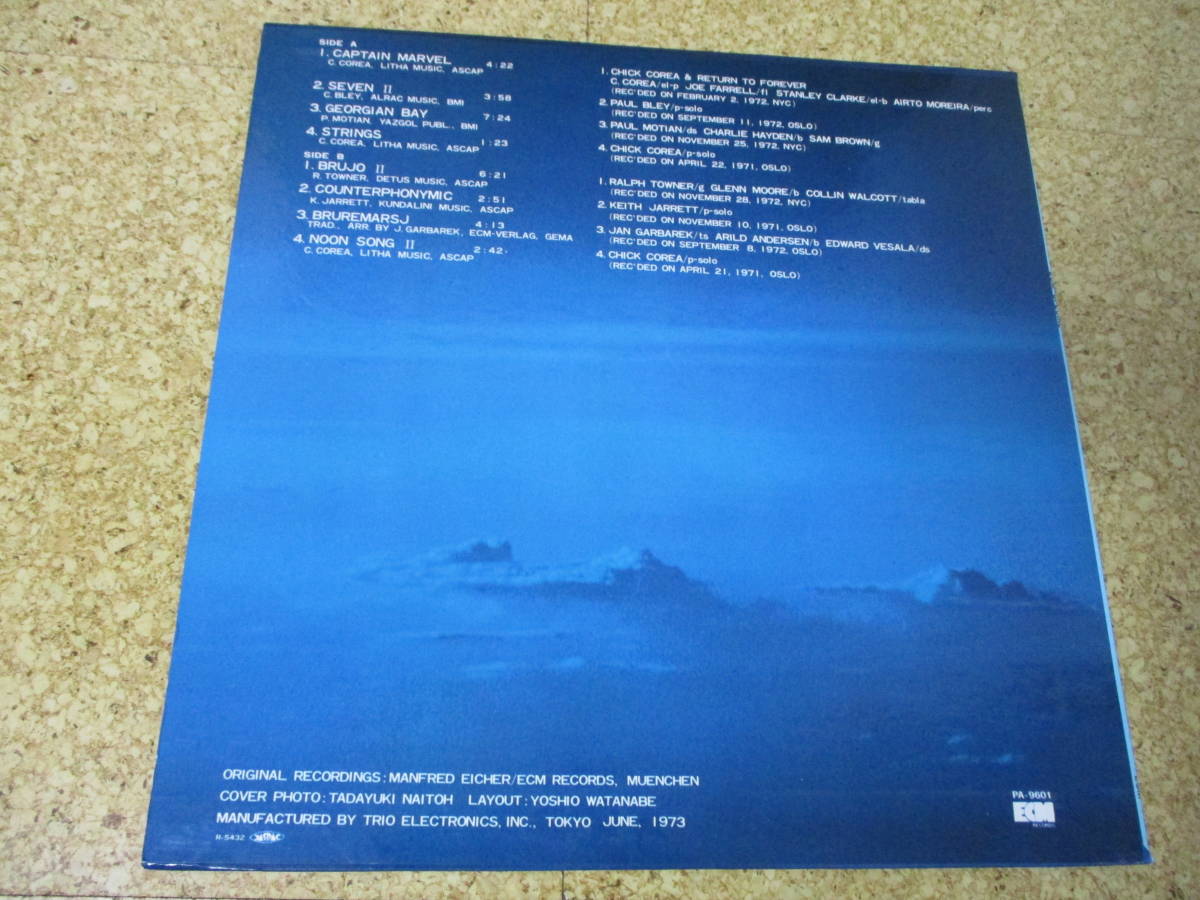 SIDE A
1. CAPTAIN MARVEL 4:22
C. COREA, LITHA MUSIC, ASCAP
2. SEVEN II 3:58
C. BLEY, ALRAC MUSIC, BMI
3. GEORGIAN BAY 7:24
P. MOTIAN, YAZGOL PUBL., BMI
4. STRINGS 1:23
C. COREA, LITHA MUSIC, ASCAP
SIDE B
1. BRUJO II 6:21
R. TOWNER, DETUS MUSIC, ASCAP
2. COUNTERPHONYMIC 2:51
K. JARRETT, KUNDALINI MUSIC, ASCAP
3. BRUREMARSJ 4:13
TRAD., ARR. BY J. GARBAREK, ECM-VERLAG, GEMA
4. NOON SONG II 2:42
C. COREA, LITHA MUSIC, ASCAP
1. CHICK COREA & RETURN TO FOREVER
C. COREA/el-p JOE FARRELL/fl STANLEY CLARKE/el-b AIRTO MOREIRA/perc
(REC'DED ON FEBRUARY 2, 1972, NYC)
2. PAUL BLEY/p-solo
(REC'DED ON SEPTEMBER 11, 1972, OSLO)
3. PAUL MOTIAN/ds CHARLIE HAYDEN/b SAM BROWN/g
(REC'DED ON NOVEMBER 25, 1972, NYC)
4. CHICK COREA/p-solo
(REC'DED ON APRIL 22, 1971, OSLO)
1. RALPH TOWNER/g GLENN MOORE/b COLLIN WALCOTT/tabla
(REC'DED ON NOVEMBER 28, 1972, NYC)
2. KEITH JARRETT/p-solo
(REC'DED ON NOVEMBER 10, 1971, OSLO)
3. JAN GARBAREK/ts ARILD ANDERSEN/b EDWARD VESALA/ds
(REC'DED ON SEPTEMBER 8, 1972, OSLO)
4. CHICK COREA/p-solo
(REC'DED ON APRIL 21, 1971, OSLO)
ORIGINAL RECORDINGS: MANFRED EICHER/ECM RECORDS, MUENCHEN
COVER PHOTO: TADAYUKI NAITOH LAYOUT: YOSHIO WATANABE
MANUFACTURED BY TRIO ELECTRONICS, INC., TOKYO JUNE, 1973
R-5432
PA-9601
ECM
RECORDS